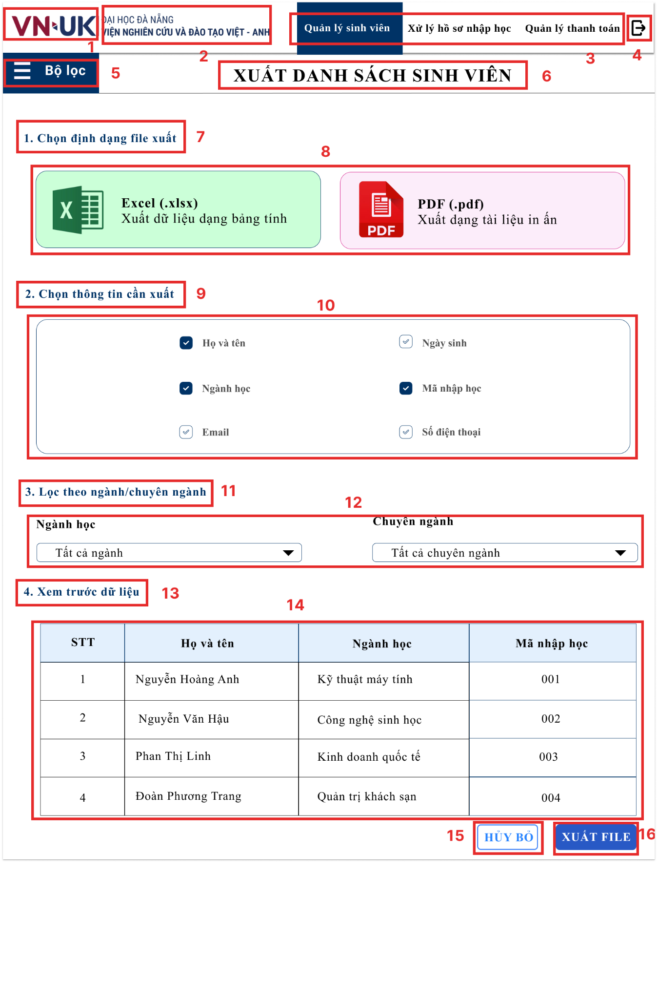 VN-UK
ĐẠI HỌC ĐÀ NẴNG
VIỆN NGHIÊN CỨU VÀ ĐÀO TẠO VIỆT - ANH
Quản lý sinh viên Xử lý hồ sơ nhập học Quản lý thanh toán
1
2
3
4
Bộ lọc
5
XUẤT DANH SÁCH SINH VIÊN
6
1. Chọn định dạng file xuất
7
8
X
Excel (.xlsx)
Xuất dữ liệu dạng bảng tính
PDF
PDF (.pdf)
Xuất dạng tài liệu in ấn
2. Chọn thông tin cần xuất
9
10
Họ và tên Ngày sinh
Ngành học Mã nhập học
Email Số điện thoại
3. Lọc theo ngành/chuyên ngành
11
12
Ngành học Chuyên ngành
Tất cả ngành Tất cả chuyên ngành
4. Xem trước dữ liệu
13
14
STT Họ và tên Ngành học Mã nhập học
1 Nguyễn Hoàng Anh Kỹ thuật máy tính 001
2 Nguyễn Văn Hậu Công nghệ sinh học 002
3 Phan Thị Linh Kinh doanh quốc tế 003
4 Đoàn Phương Trang Quản trị khách sạn 004
15
HỦY BỎ
XUẤT FILE
16